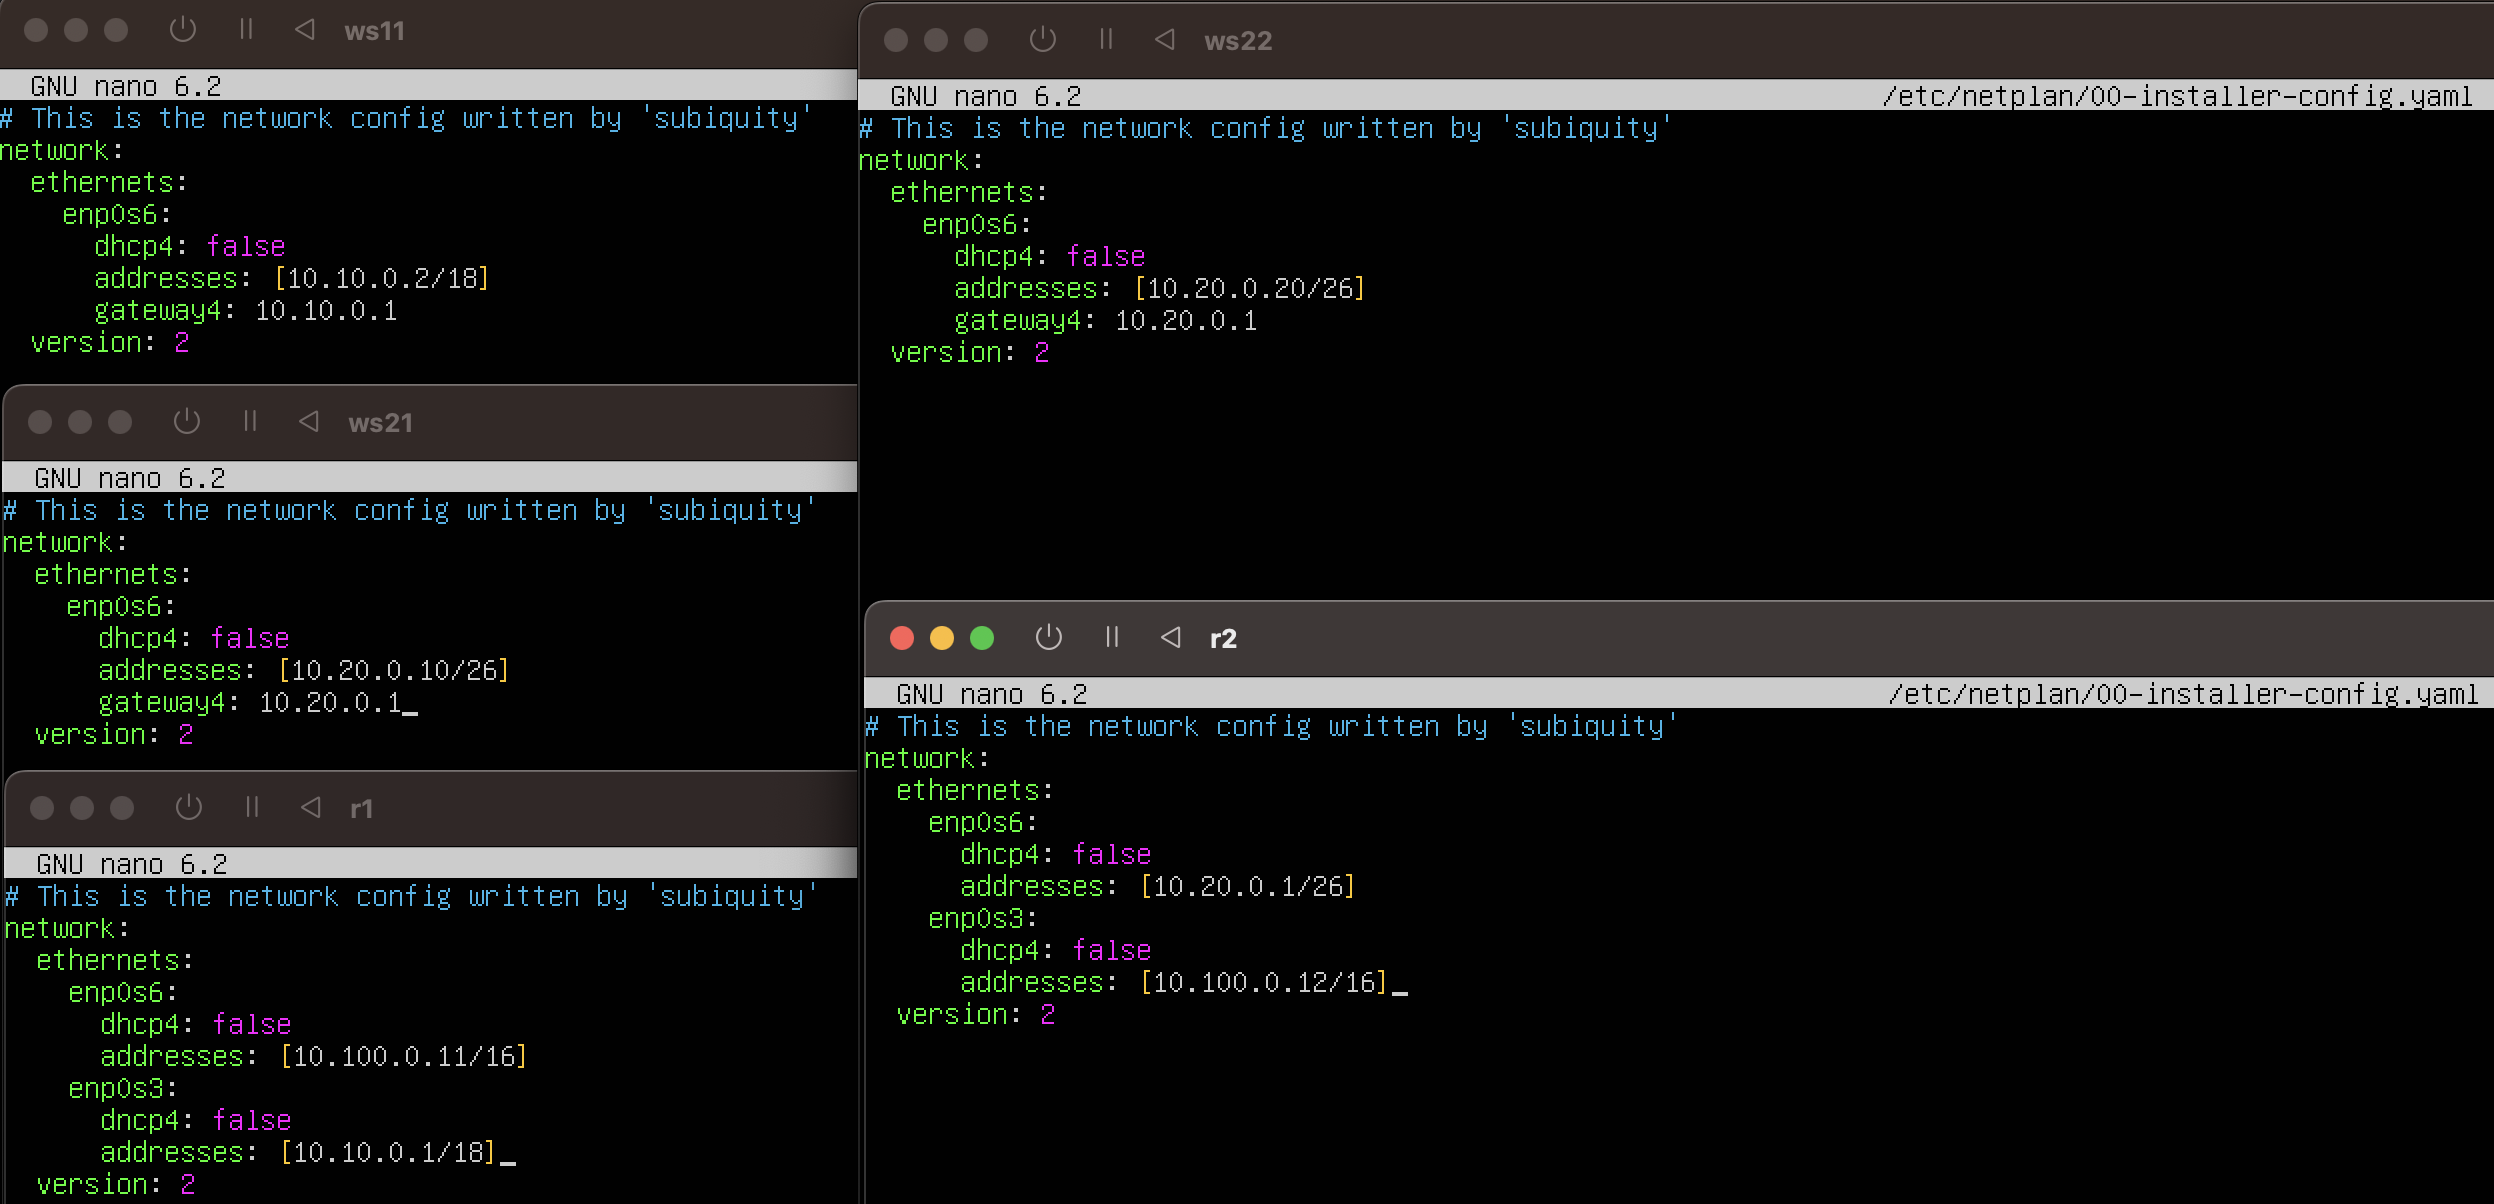 ws11
GNU nano 6.2
# This is the network config written by 'subiquity'
network:
  ethernets:
    enp0s6:
      dhcp4: false
      addresses: [10.10.0.2/18]
      gateway4: 10.10.0.1
  version: 2
ws21
GNU nano 6.2
# This is the network config written by 'subiquity'
network:
  ethernets:
    enp0s6:
      dhcp4: false
      addresses: [10.20.0.10/26]
      gateway4: 10.20.0.1_
  version: 2
r1
GNU nano 6.2
# This is the network config written by 'subiquity'
network:
  ethernets:
    enp0s6:
      dhcp4: false
      addresses: [10.100.0.11/16]
    enp0s3:
      dncp4: false
      addresses: [10.10.0.1/18]_
  version: 2
ws22
GNU nano 6.2 /etc/netplan/00-installer-config.yaml
# This is the network config written by 'subiquity'
network:
  ethernets:
    enp0s6:
      dhcp4: false
      addresses: [10.20.0.20/26]
      gateway4: 10.20.0.1
  version: 2
r2
GNU nano 6.2 /etc/netplan/00-installer-config.yaml
# This is the network config written by 'subiquity'
network:
  ethernets:
    enp0s6:
      dhcp4: false
      addresses: [10.20.0.1/26]
    enp0s3:
      dhcp4: false
      addresses: [10.100.0.12/16]_
  version: 2